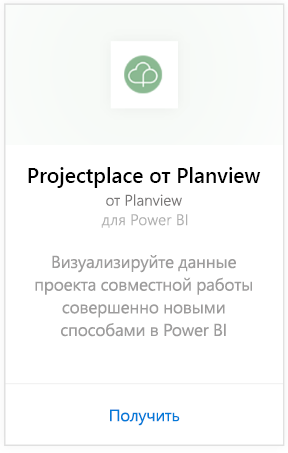 Projectplace от Planview
от Planview
для Power BI
Визуализируйте данные
проекта совместной работы
совершенно новыми
способами в Power BI
Получить